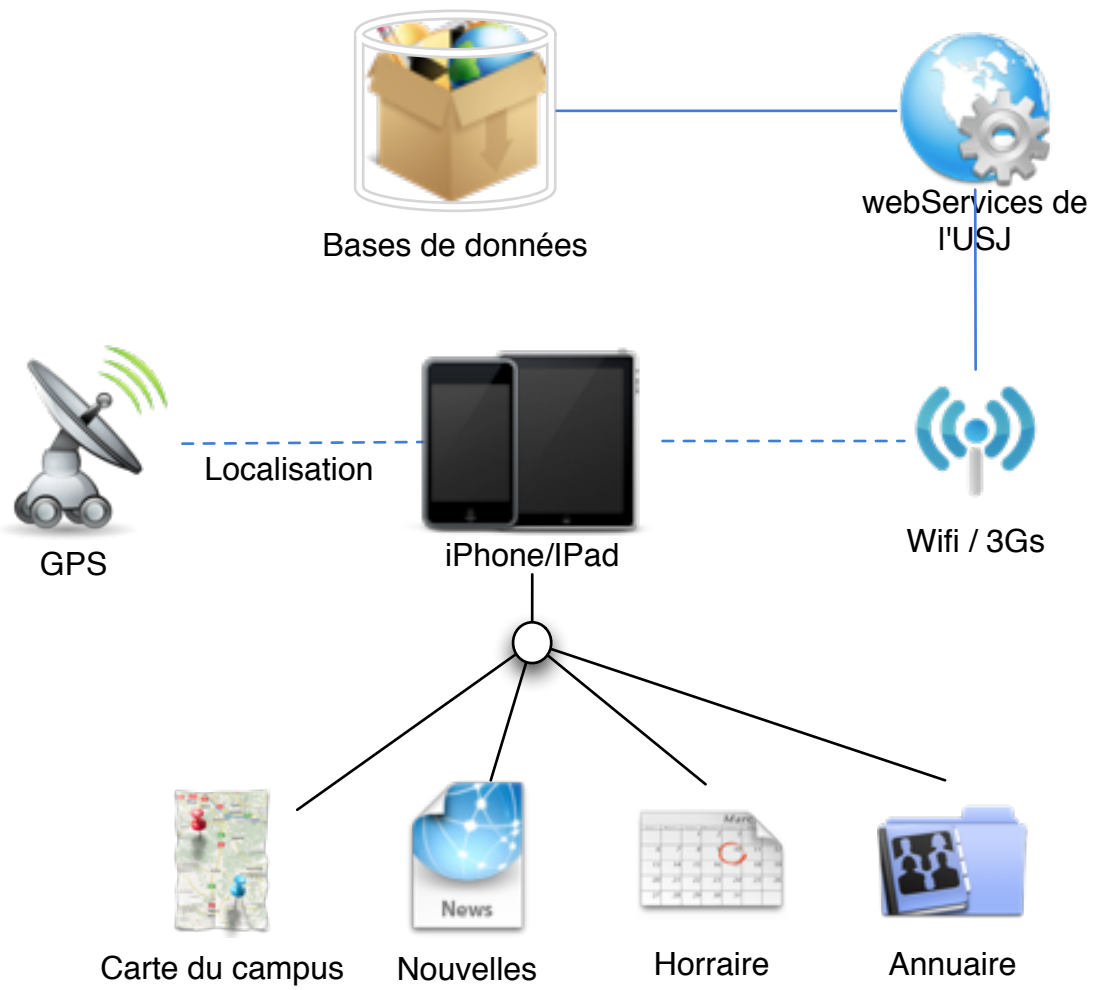 webServices de
l'USJ
Bases de données
Localisation
GPS
iPhone/IPad
Wifi / 3Gs
News
Carte du campus
Nouvelles
Horraire
Annuaire